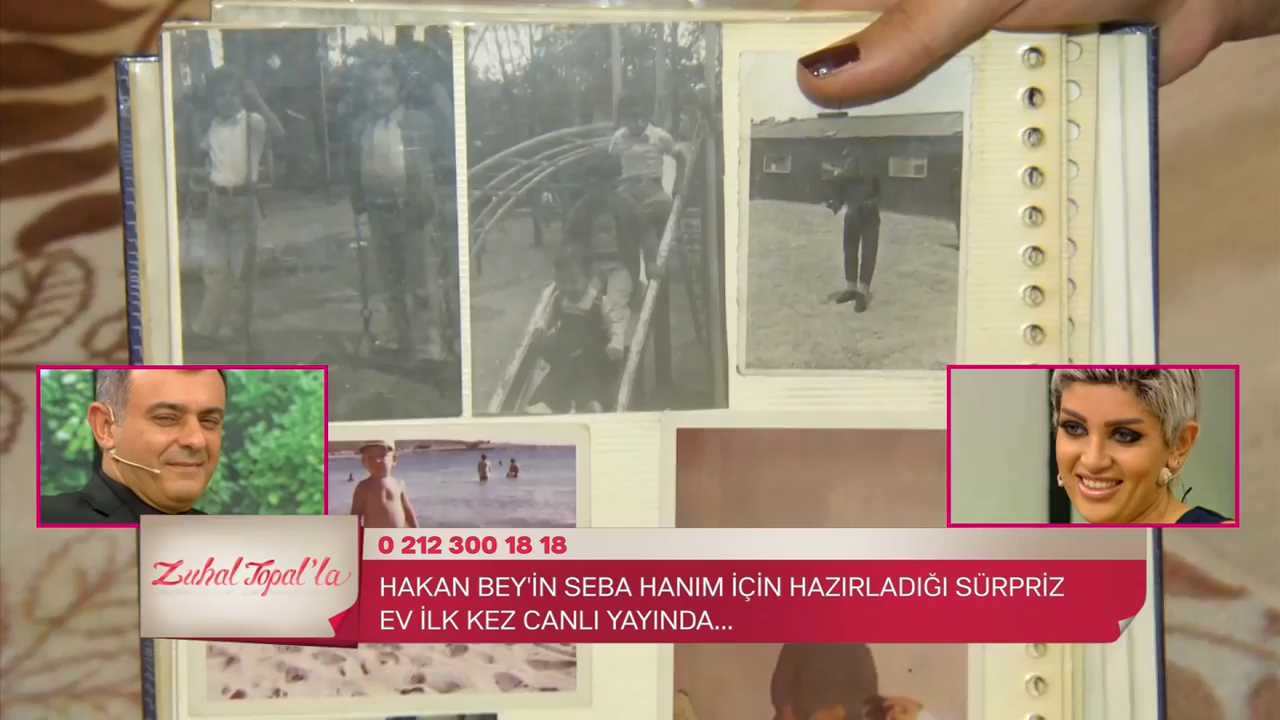 Zuhal Topal'la
0 212 300 18 18
HAKAN BEY'İN SEBA HANIM İÇİN HAZIRLADIĞI SÜRPRİZ
EV İLK KEZ CANLI YAYINDA...